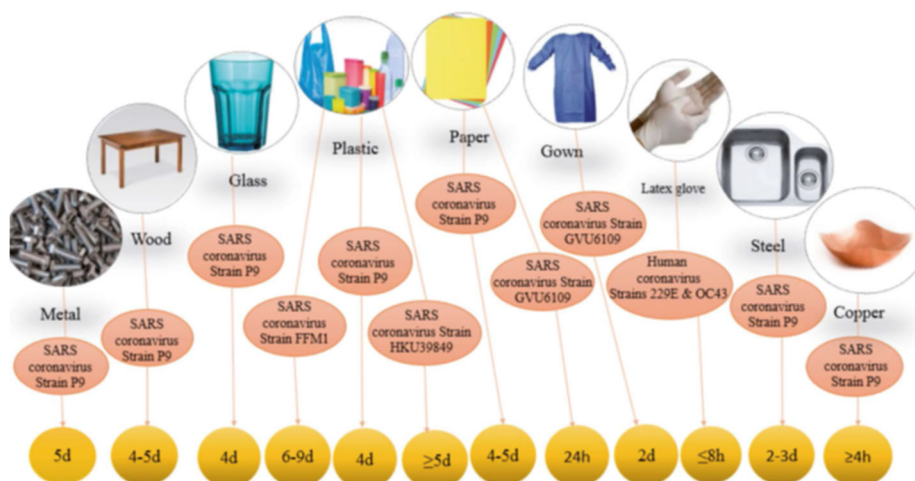 Metal
SARS
coronavirus
Strain P9
5d
Wood
SARS
coronavirus
Strain P9
4-5d
Glass
SARS
coronavirus
Strain P9
4d
Plastic
SARS
coronavirus
Strain FFM1
6-9d
SARS
coronavirus
Strain P9
4d
SARS
coronavirus Strain
HKU39849
≥5d
Paper
SARS
coronavirus
Strain P9
4-5d
SARS
coronavirus Strain
GVU6109
24h
Gown
SARS
coronavirus Strain
GVU6109
2d
Latex glove
Human
coronavirus
Strains 229E & OC43
≤8h
Steel
SARS
coronavirus
Strain P9
2-3d
Copper
SARS
coronavirus
Strain P9
≥4h